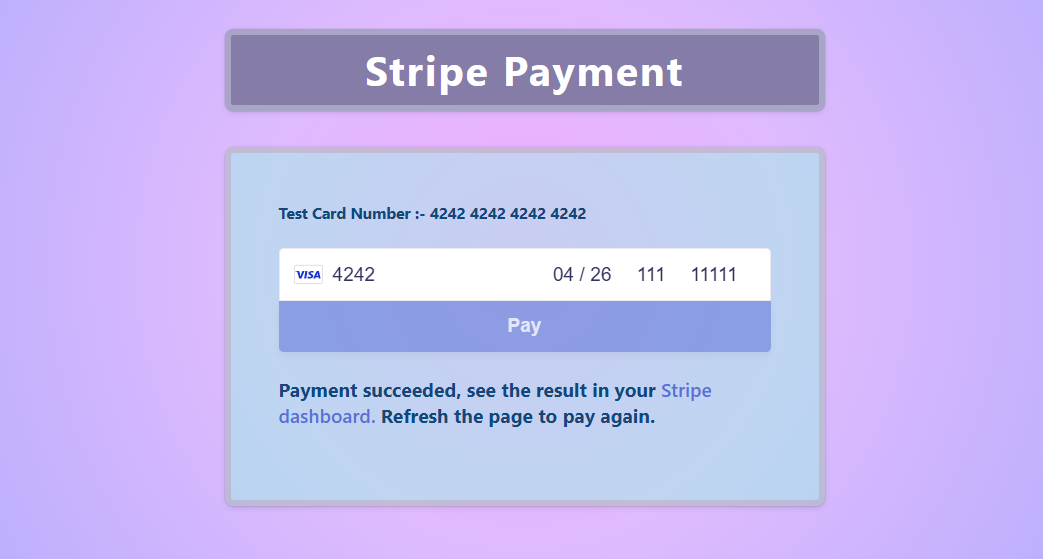 Stripe Payment
Test Card Number :- 4242 4242 4242 4242
VISA 4242 04 / 26 111 11111
Pay
Payment succeeded, see the result in your Stripe
dashboard. Refresh the page to pay again.